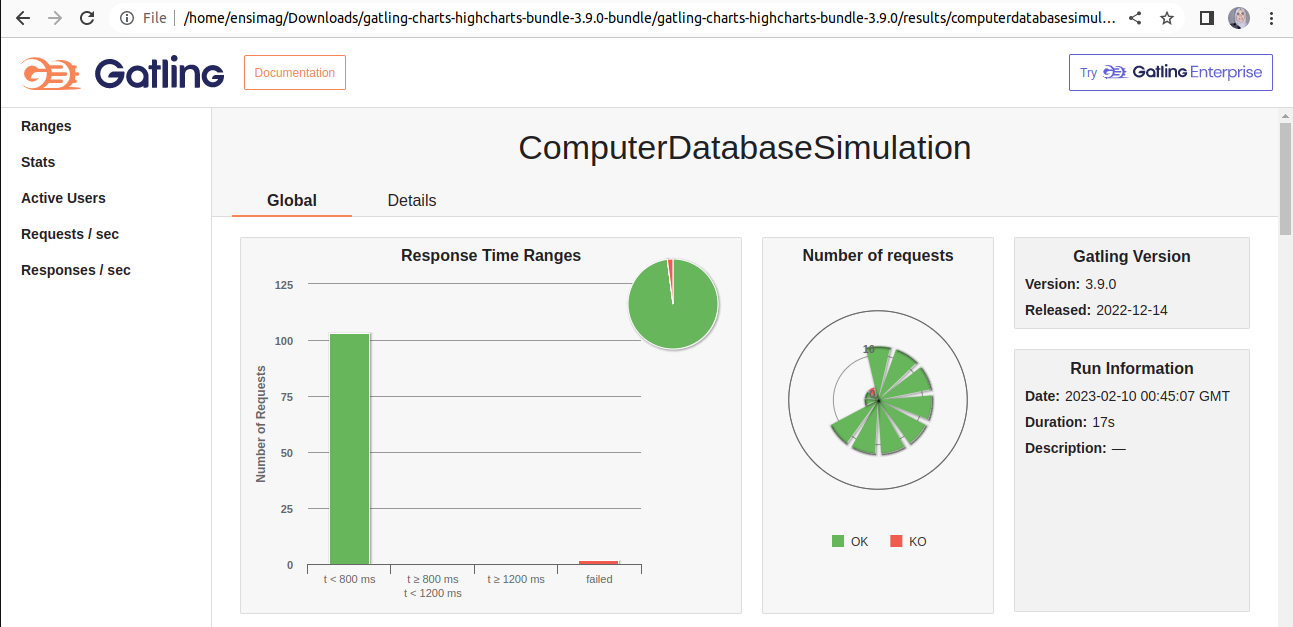 File
/home/ensimag/Downloads/gatling-charts-highcharts-bundle-3.9.0-bundle/gatling-charts-highcharts-bundle-3.9.0/results/computerdatabasesimul...
Gatling
Documentation
Try Gatling Enterprise
Ranges
Stats
Active Users
Requests / sec
Responses / sec
ComputerDatabaseSimulation
Global
Details
Response Time Ranges
Number of Requests
125
100
75
50
25
0
t < 800 ms
t ≥ 800 ms
t < 1200 ms
t ≥ 1200 ms
failed
Number of requests
10
0
OK
KO
Gatling Version
Version: 3.9.0
Released: 2022-12-14
Run Information
Date: 2023-02-10 00:45:07 GMT
Duration: 17s
Description: —